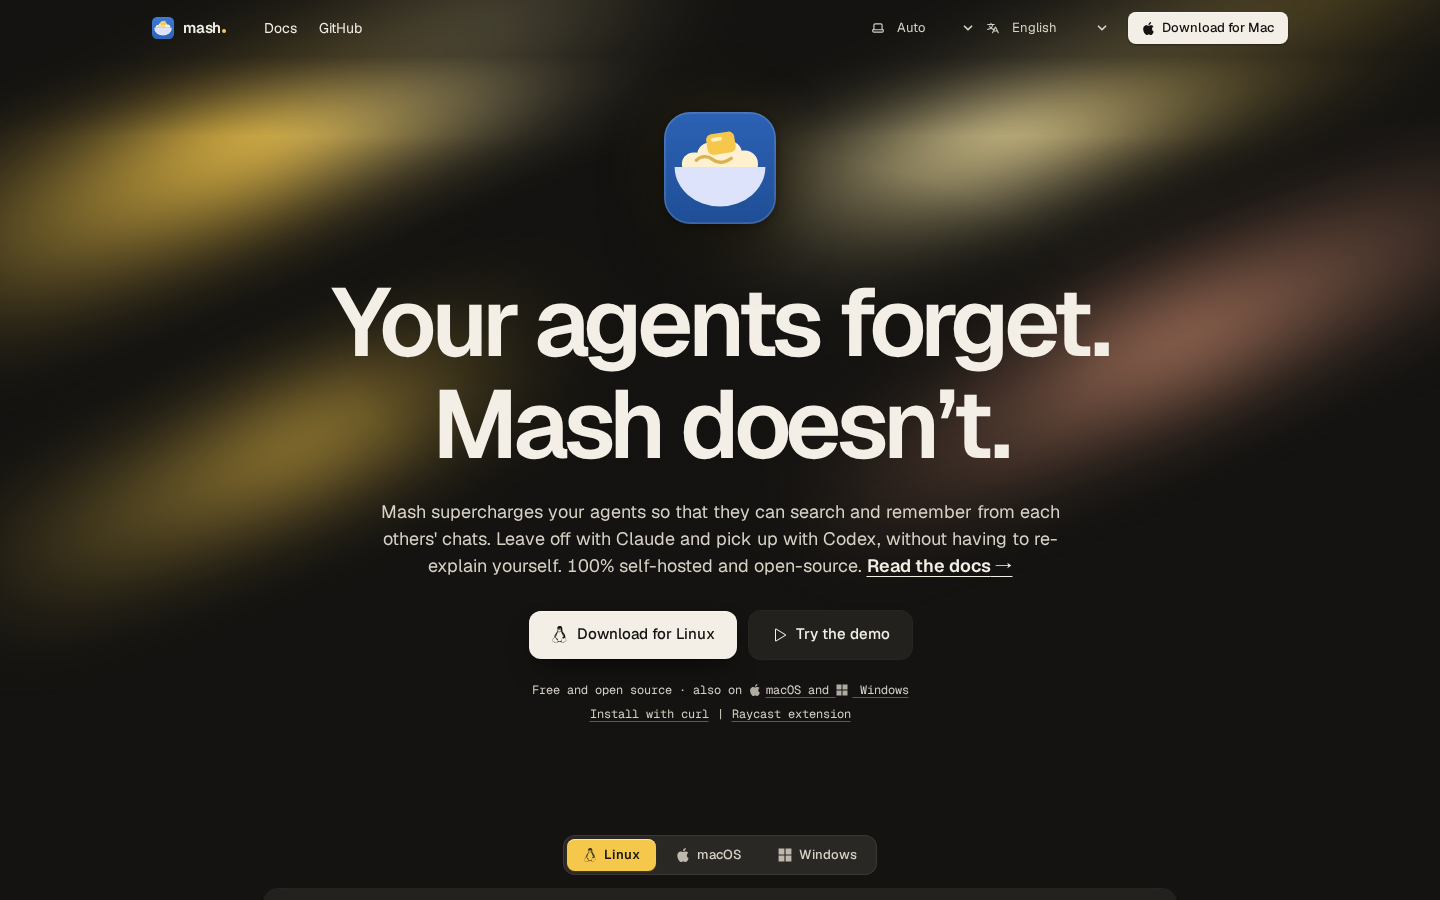 mash.
Docs
GitHub
Auto
English
Download for Mac
Your agents forget.
Mash doesn’t.
Mash supercharges your agents so that they can search and remember from each
others' chats. Leave off with Claude and pick up with Codex, without having to re-
explain yourself. 100% self-hosted and open-source. Read the docs →
Download for Linux
Try the demo
Free and open source · also on macOS and Windows
Install with curl | Raycast extension
Linux
macOS
Windows